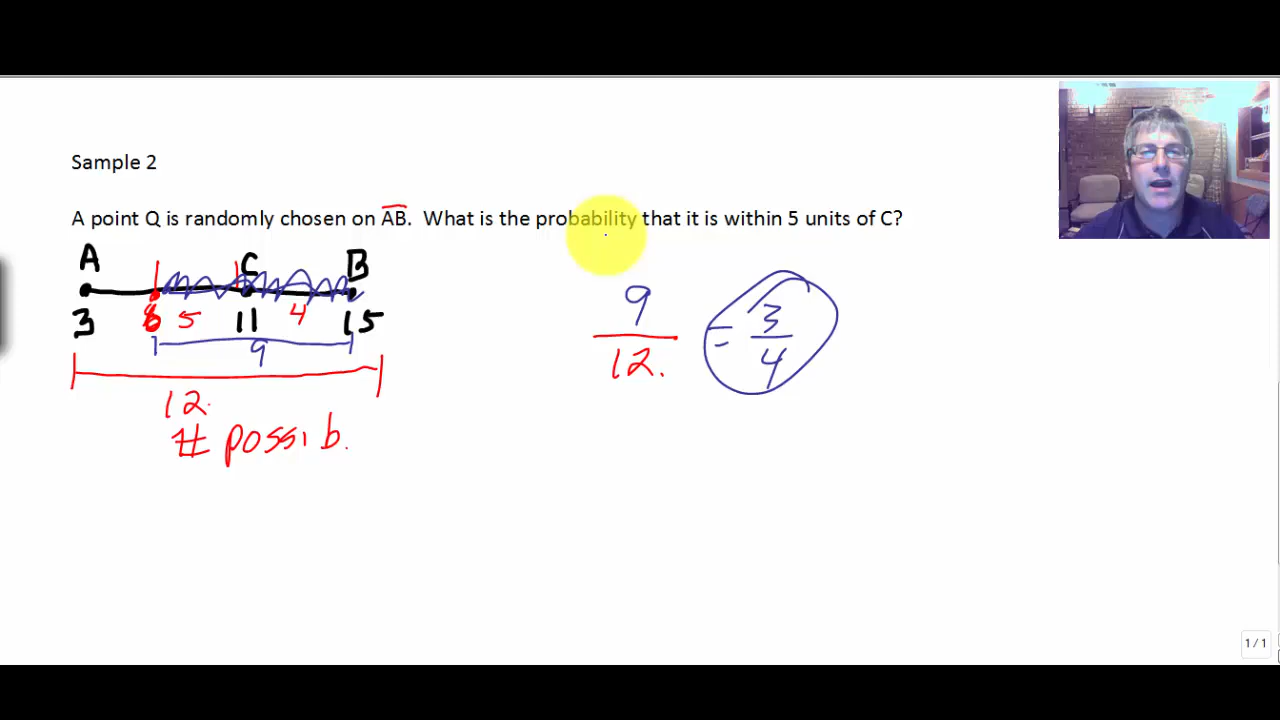 Sample 2
A point Q is randomly chosen on AB. What is the probability that it is within 5 units of C?
A C B
3 6 5 11 4 15
9
12.
# possib.
9/12. = 3/4
1 / 1